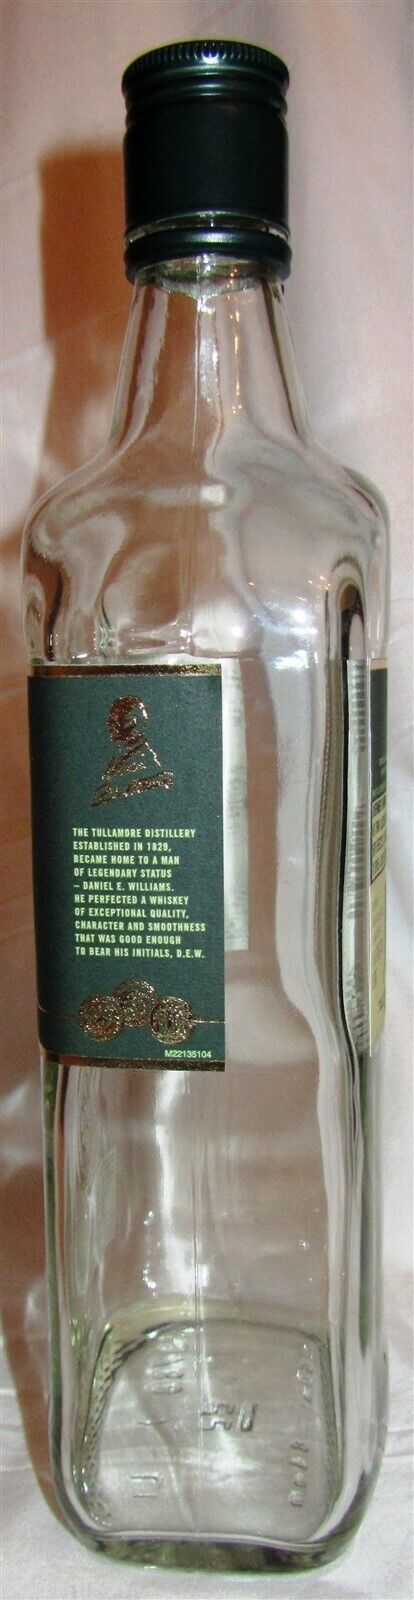 THE TULLAMORE DISTILLERY
ESTABLISHED IN 1829,
BECAME HOME TO A MAN
OF LEGENDARY STATUS
– DANIEL E. WILLIAMS.
HE PERFECTED A WHISKEY
OF EXCEPTIONAL QUALITY,
CHARACTER AND SMOOTHNESS
THAT WAS GOOD ENOUGH
TO BEAR HIS INITIALS, D.E.W.
M22135104